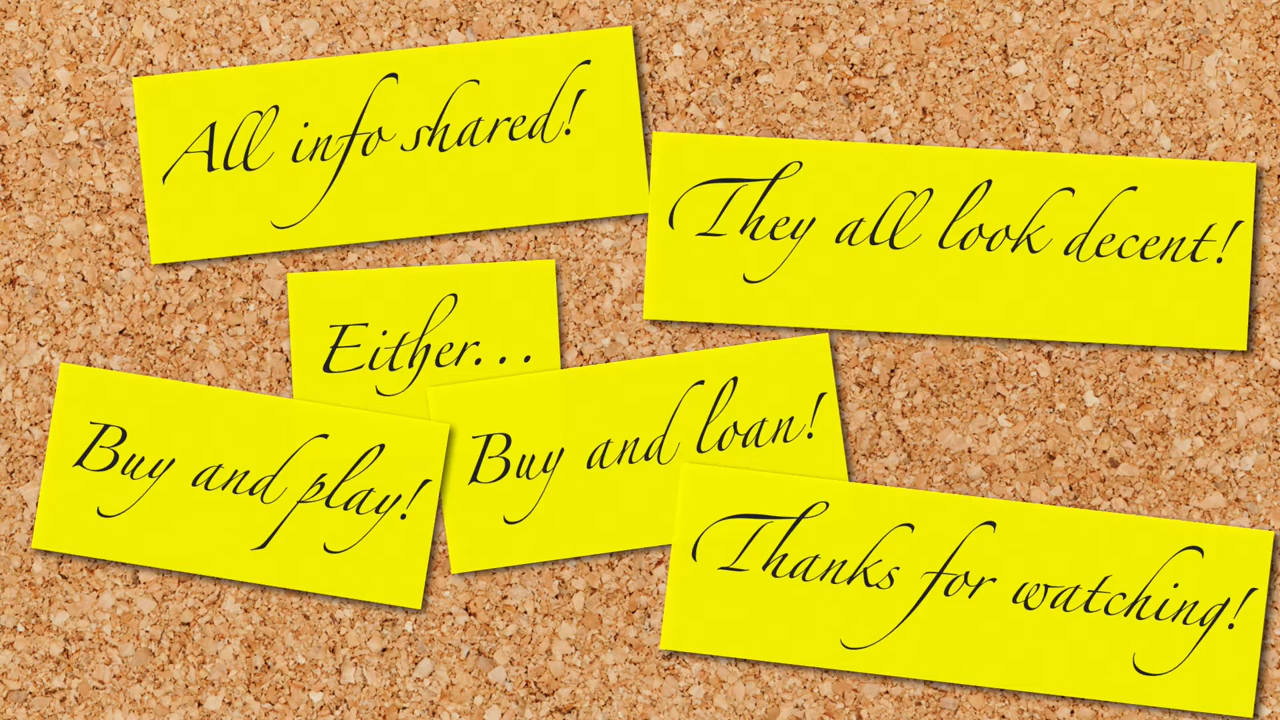 All info shared!
They all look decent!
Either...
Buy and play!
Buy and loan!
Thanks for watching!